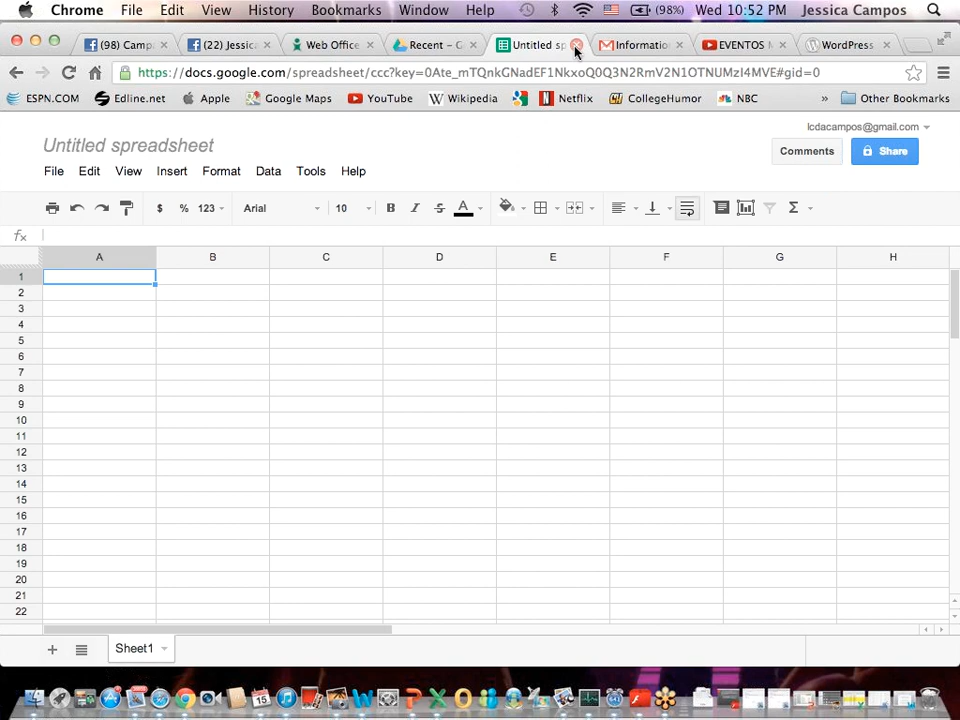 Chrome File Edit View History Bookmarks Window Help (98%) Wed 10:52 PM Jessica Campos
(98) Camp (22) Jessic Web Office Recent – G Untitled sp Informatio EVENTOS WordPress
https://docs.google.com/spreadsheet/ccc?key=0Ate_mTQnkGNadEF1NkxoQ0Q3N2RmV2N1OTNUMzI4MVE#gid=0
ESPN.COM Edline.net Apple Google Maps YouTube Wikipedia Netflix CollegeHumor NBC » Other Bookmarks
lcdacampos@gmail.com
Untitled spreadsheet
Comments Share
File Edit View Insert Format Data Tools Help
$ % 123 Arial 10 B I S A Σ
fx
A B C D E F G H
1
2
3
4
5
6
7
8
9
10
11
12
13
14
15
16
17
18
19
20
21
22
+ Sheet1